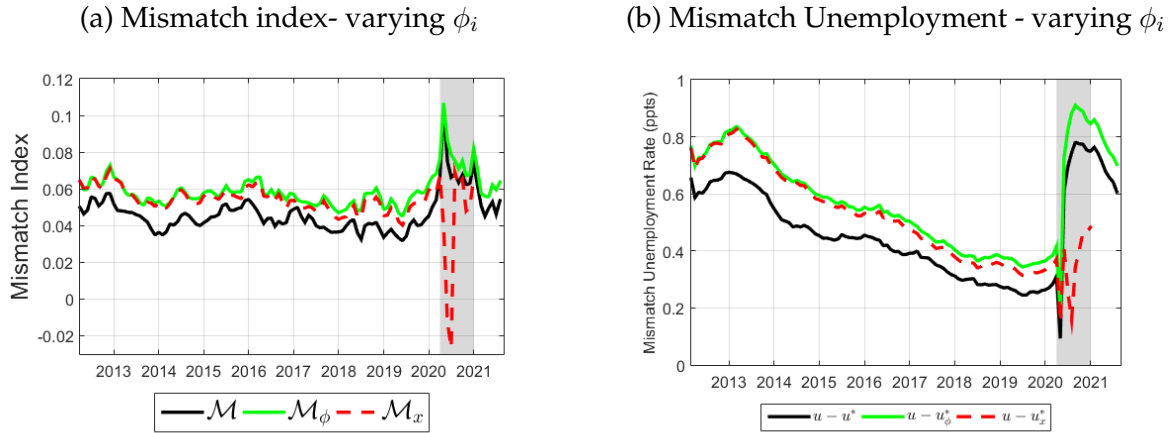 (a) Mismatch index- varying ϕ_i
(b) Mismatch Unemployment - varying ϕ_i
0.12
0.1
0.08
0.06
0.04
0.02
0
-0.02
Mismatch Index
2013 2014 2015 2016 2017 2018 2019 2020 2021
ℳ ℳ_ϕ ℳ_x
1
0.8
0.6
0.4
0.2
0
Mismatch Unemployment Rate (ppts)
2013 2014 2015 2016 2017 2018 2019 2020 2021
u − u* u − u*_ϕ u − u*_x